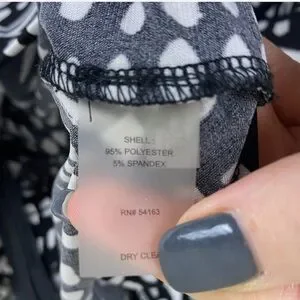 SHELL:
95% POLYESTER
5% SPANDEX
RN# 54163
DRY CLEA